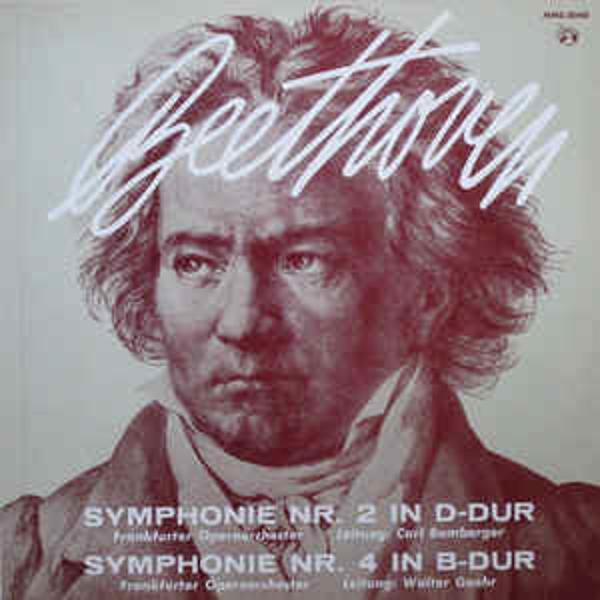 Beethoven
SYMPHONIE NR. 2 IN D-DUR
Frankfurter Opernorchester Leitung: Carl Bamberger
SYMPHONIE NR. 4 IN B-DUR
Frankfurter Opernorchester Leitung: Walter Goehr